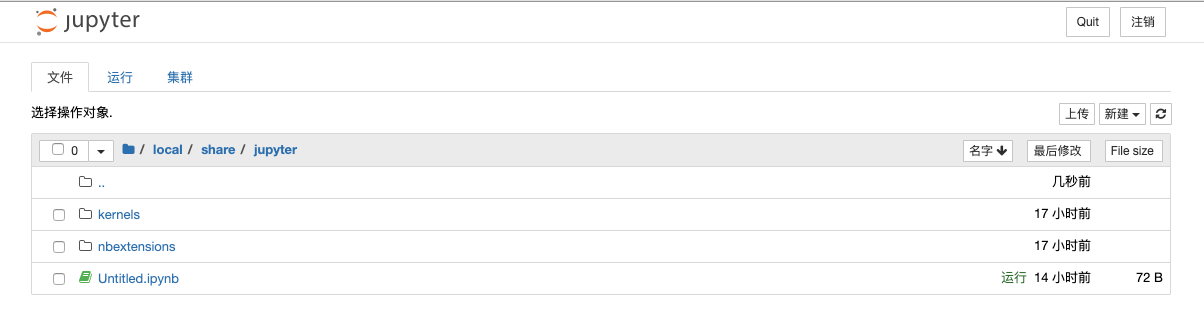 jupyter Quit 注销
文件 运行 集群
选择操作对象. 上传 新建
0 / local / share / jupyter 名字 最后修改 File size
.. 几秒前
kernels 17 小时前
nbextensions 17 小时前
Untitled.ipynb 运行 14 小时前 72 B